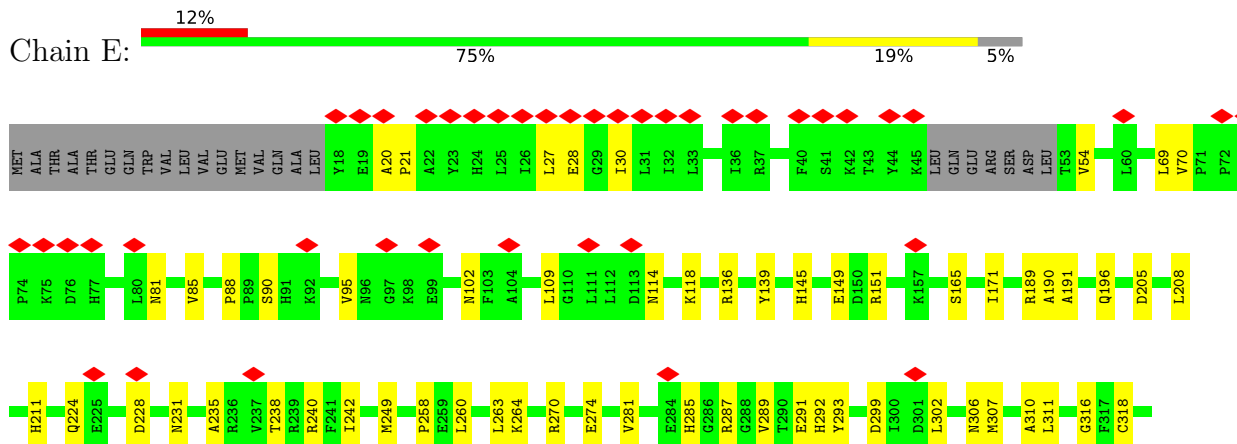 12%
Chain E:
75% 19% 5%
MET ALA THR ALA THR GLU GLN TRP VAL LEU VAL GLU MET VAL GLN ALA LEU Y18 E19 A20 P21 A22 Y23 H24 L25 I26 L27 E28 G29 I30 L31 I32 L33 I36 R37 F40 S41 K42 T43 Y44 K45 LEU GLN GLU ARG SER ASP LEU T53 V54 L60 L69 V70 P71 P72
P74 K75 D76 H77 L80 N81 V85 P88 P89 S90 H91 K92 V95 N96 G97 K98 E99 N102 F103 A104 L109 G110 L111 L112 D113 N114 K118 R136 Y139 H145 E149 D150 R151 K157 S165 I171 R189 A190 A191 Q196 D205 L208
H211 Q224 E225 D228 N231 A235 R236 V237 T238 R239 R240 F241 I242 M249 P258 E259 L260 L263 K264 R270 E274 V281 E284 H285 G286 R287 G288 V289 T290 E291 H292 Y293 D299 I300 D301 L302 N306 M307 A310 L311 G316 F317 C318